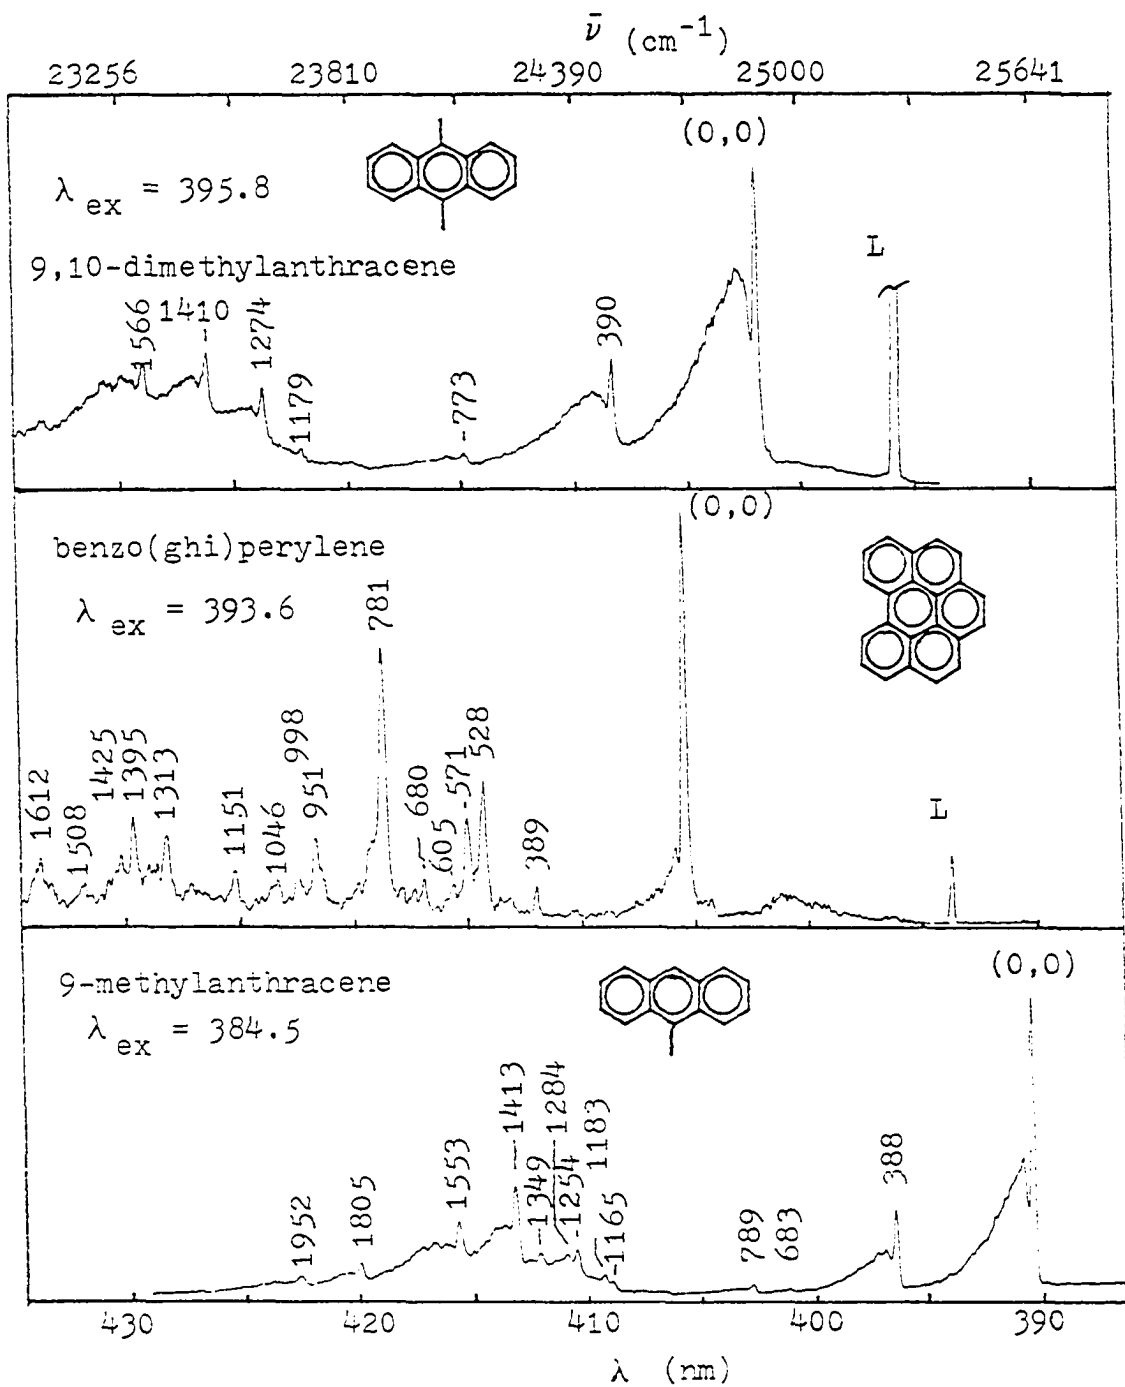 ν̄ (cm⁻¹)
23256 23810 24390 25000 25641
(0,0)
λ ex = 395.8
L
9,10-dimethylanthracene
1566 1410 1274 1179 773 390
(0,0)
benzo(ghi)perylene
λ ex = 393.6
781
L
1612 1508 1425 1395 1313 1151 1046 998 951 680 605 571 528 389
(0,0)
9-methylanthracene
λ ex = 384.5
1952 1805 1553 1413 1349 1284 1254 1183 1165 789 683 388
430 420 410 400 390
λ (nm)